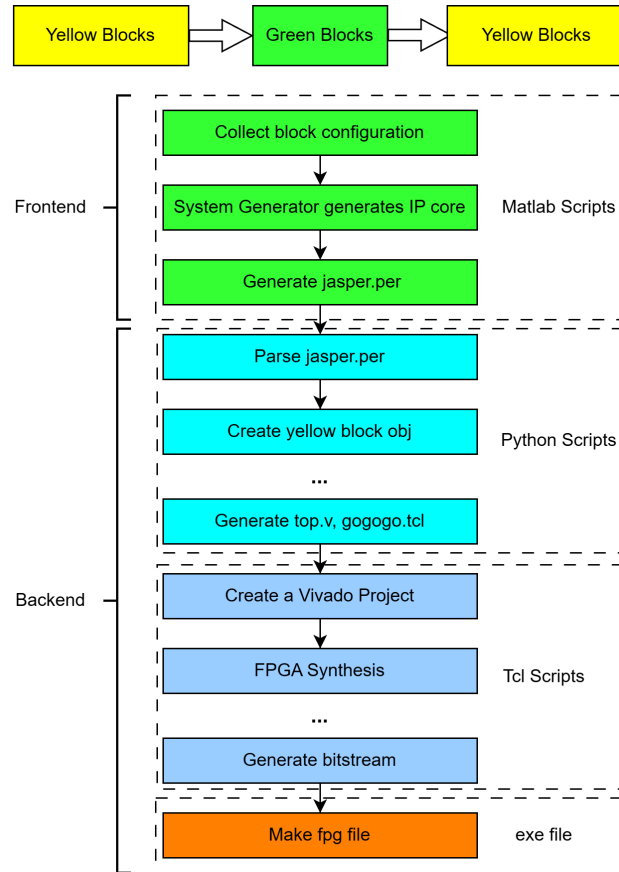 Yellow Blocks
Green Blocks
Yellow Blocks
Collect block configuration
Frontend
System Generator generates IP core
Matlab Scripts
Generate jasper.per
Parse jasper.per
Create yellow block obj
Python Scripts
...
Generate top.v, gogogo.tcl
Create a Vivado Project
Backend
FPGA Synthesis
Tcl Scripts
...
Generate bitstream
Make fpg file
exe file